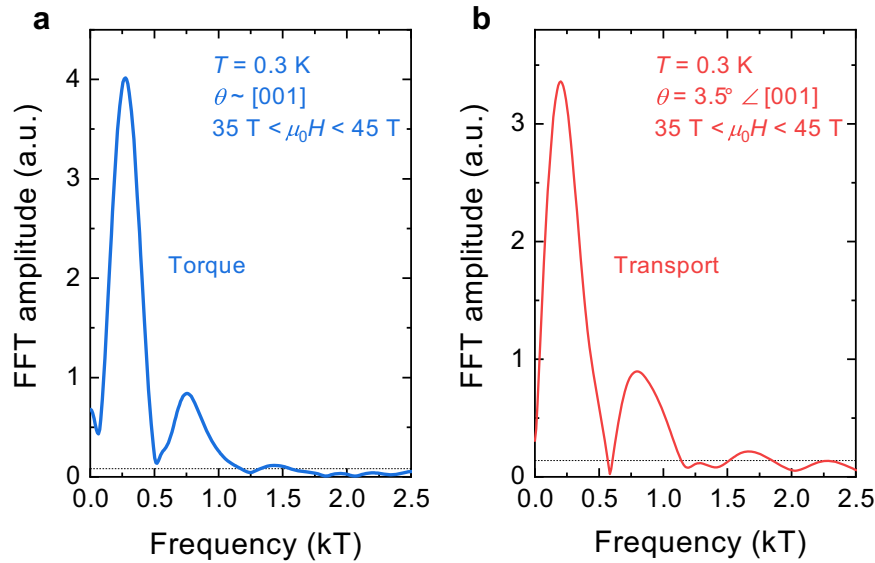 a
T = 0.3 K
θ ~ [001]
35 T < μ₀H < 45 T
Torque
FFT amplitude (a.u.)
4
3
2
1
0
0.0 0.5 1.0 1.5 2.0 2.5
Frequency (kT)
b
T = 0.3 K
θ = 3.5° ∠ [001]
35 T < μ₀H < 45 T
Transport
FFT amplitude (a.u.)
3
2
1
0
0.0 0.5 1.0 1.5 2.0 2.5
Frequency (kT)